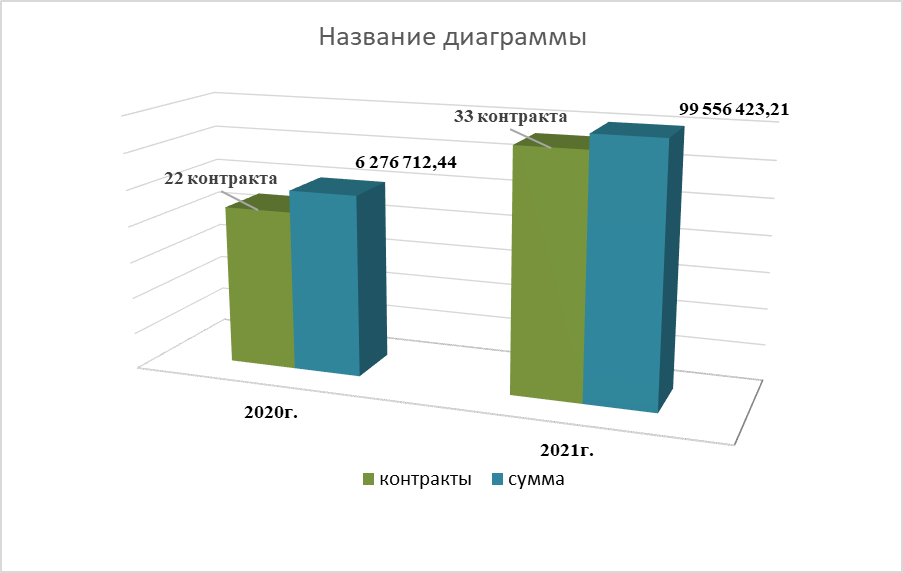 Название диаграммы
99 556 423,21
33 контракта
6 276 712,44
22 контракта
2020г.
2021г.
контракты сумма